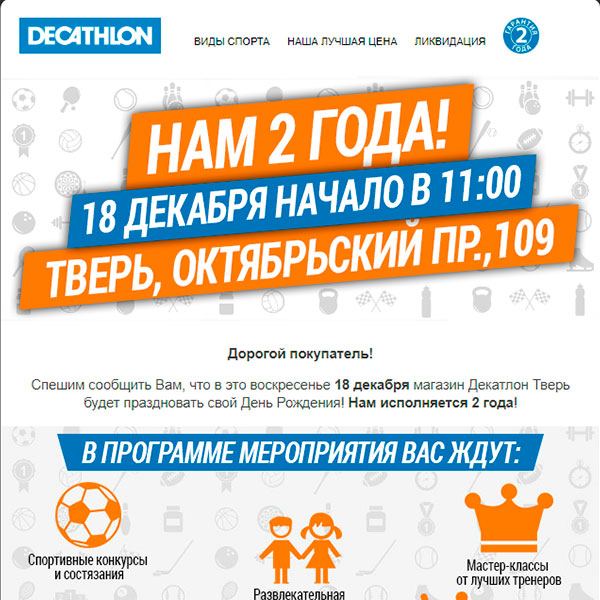 DECATHLON
ВИДЫ СПОРТА НАША ЛУЧШАЯ ЦЕНА ЛИКВИДАЦИЯ
ГАРАНТИЯ
2
ГОДА
НАМ 2 ГОДА!
18 ДЕКАБРЯ НАЧАЛО В 11:00
ТВЕРЬ, ОКТЯБРЬСКИЙ ПР.,109
Дорогой покупатель!
Спешим сообщить Вам, что в это воскресенье 18 декабря магазин Декатлон Тверь
будет праздновать свой День Рождения! Нам исполняется 2 года!
В ПРОГРАММЕ МЕРОПРИЯТИЯ ВАС ЖДУТ:
Спортивные конкурсы
и состязания
Развлекательная
Мастер-классы
от лучших тренеров